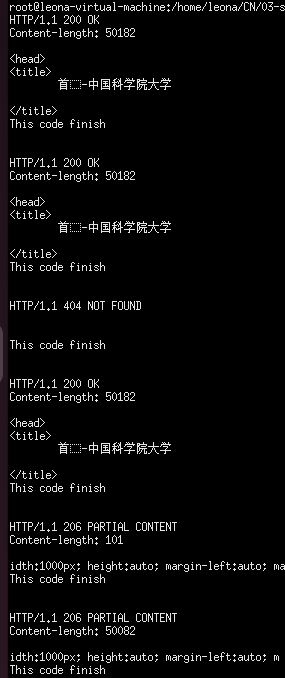 root@leona-virtual-machine:/home/leona/CN/03-s
HTTP/1.1 200 OK
Content-length: 50182
<head>
<title>
首⬚-中国科学院大学
</title>
This code finish
HTTP/1.1 200 OK
Content-length: 50182
<head>
<title>
首⬚-中国科学院大学
</title>
This code finish
HTTP/1.1 404 NOT FOUND
This code finish
HTTP/1.1 200 OK
Content-length: 50182
<head>
<title>
首⬚-中国科学院大学
</title>
This code finish
HTTP/1.1 206 PARTIAL CONTENT
Content-length: 101
idth:1000px; height:auto; margin-left:auto; ma
This code finish
HTTP/1.1 206 PARTIAL CONTENT
Content-length: 50082
idth:1000px; height:auto; margin-left:auto; m
This code finish